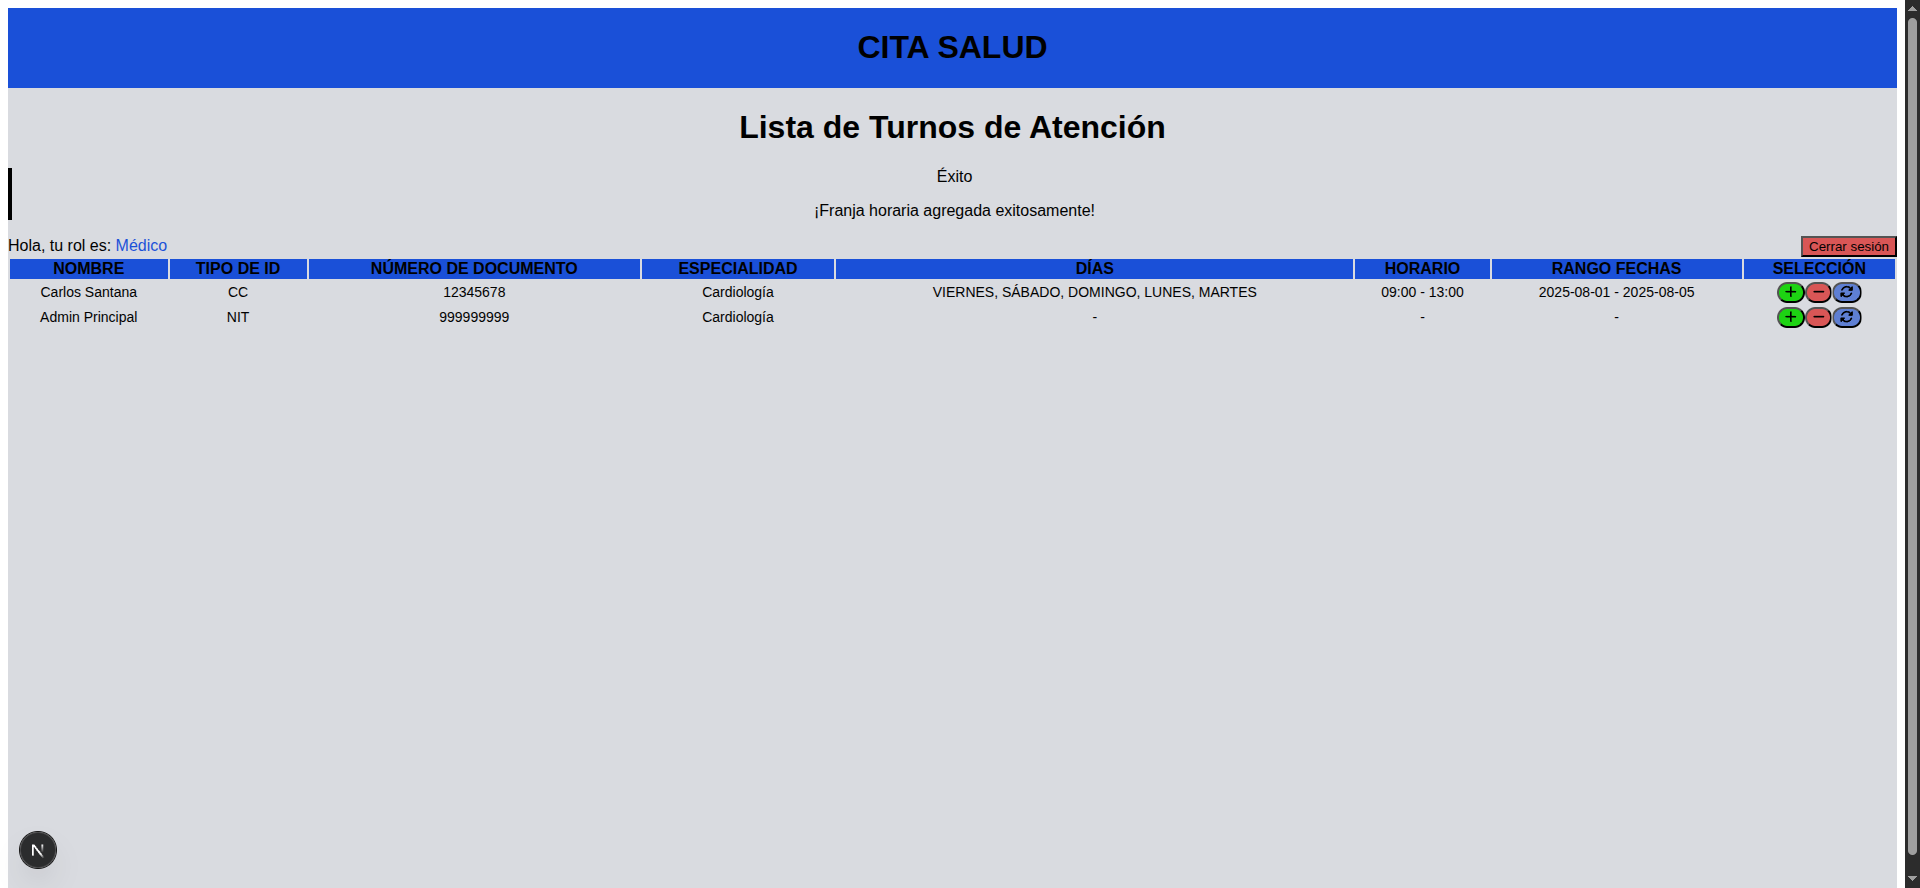 CITA SALUD
Lista de Turnos de Atención
Éxito
¡Franja horaria agregada exitosamente!
Hola, tu rol es: Médico
Cerrar sesión
NOMBRE TIPO DE ID NÚMERO DE DOCUMENTO ESPECIALIDAD DÍAS HORARIO RANGO FECHAS SELECCIÓN
Carlos Santana CC 12345678 Cardiología VIERNES, SÁBADO, DOMINGO, LUNES, MARTES 09:00 - 13:00 2025-08-01 - 2025-08-05
Admin Principal NIT 999999999 Cardiología - - -
N